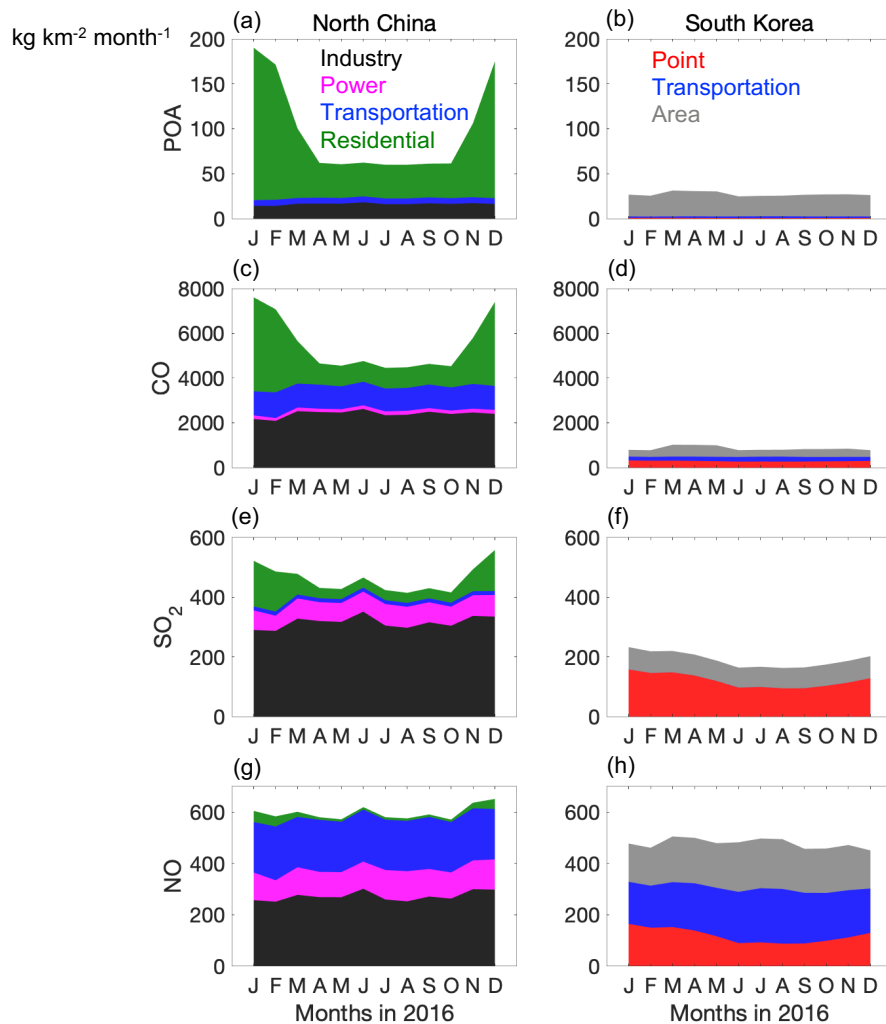 kg km⁻² month⁻¹
(a) North China
200
150
100
50
0
POA
Industry
Power
Transportation
Residential
J F M A M J J A S O N D
(b) South Korea
200
150
100
50
0
Point
Transportation
Area
J F M A M J J A S O N D
(c)
8000
6000
4000
2000
0
CO
J F M A M J J A S O N D
(d)
8000
6000
4000
2000
0
J F M A M J J A S O N D
(e)
600
400
200
0
SO₂
J F M A M J J A S O N D
(f)
600
400
200
0
J F M A M J J A S O N D
(g)
600
400
200
0
NO
J F M A M J J A S O N D
Months in 2016
(h)
600
400
200
0
J F M A M J J A S O N D
Months in 2016